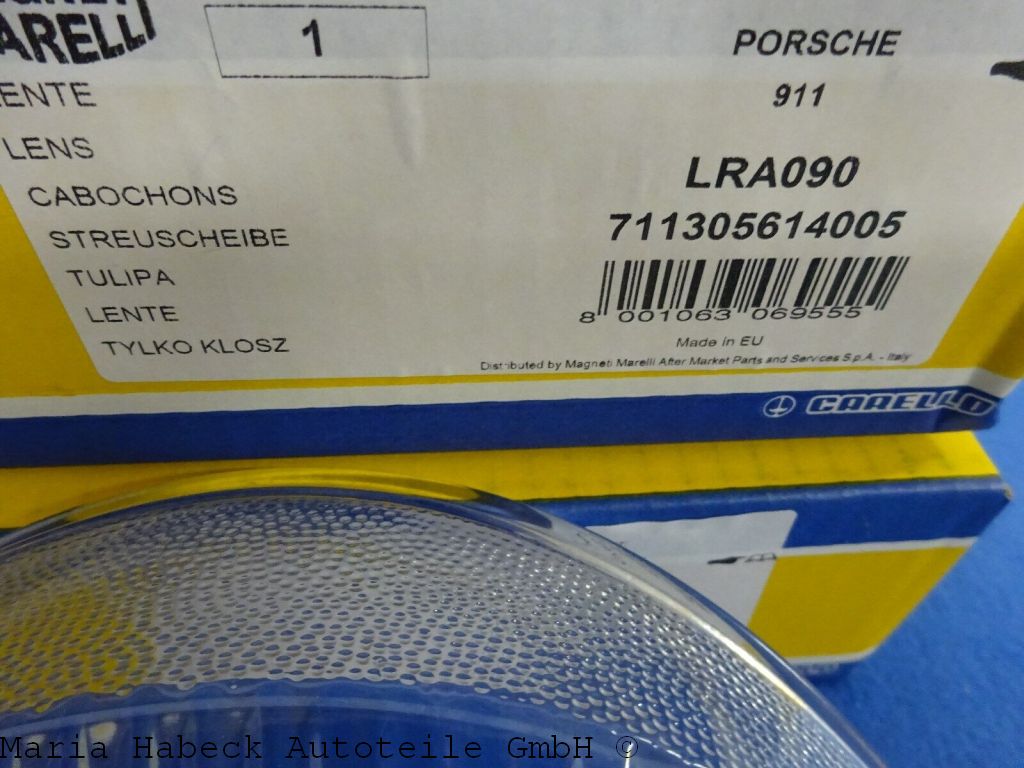 ARELLI
1
PORSCHE
911
LENTE
LENS
CABOCHONS
STREUSCHEIBE
TULIPA
LENTE
TYLKO KLOSZ
LRA090
711305614005
8 001063 069555
Made in EU
Distributed by Magneti Marelli After Market Parts and Services S.p.A. - Italy
CARELLO
Maria Habeck Autoteile GmbH ©